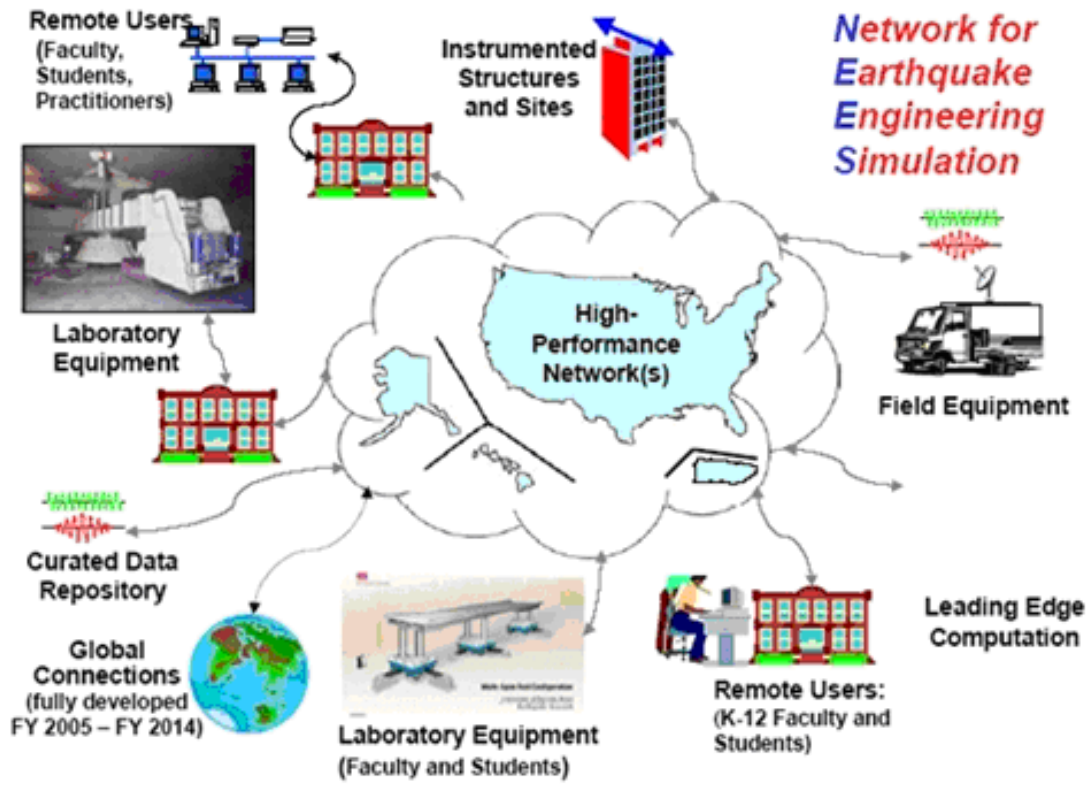 Remote Users
(Faculty,
Students,
Practitioners)
Instrumented
Structures
and Sites
Network for
Earthquake
Engineering
Simulation
Laboratory
Equipment
High-
Performance
Network(s)
Field Equipment
Curated Data
Repository
Global
Connections
(fully developed
FY 2005 – FY 2014)
Laboratory Equipment
(Faculty and Students)
Remote Users:
(K-12 Faculty and
Students)
Leading Edge
Computation